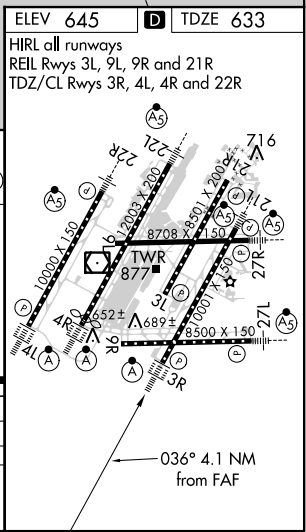 ELEV 645 D TDZE 633
HIRL all runways
REIL Rwys 3L, 9L, 9R and 21R
TDZ/CL Rwys 3R, 4L, 4R and 22R
A5
22R
22L
716
A5
P
12003 X 200
8501 X 200
21R
P
A5
21L
A5
10000 X 150
9L
8708 X 150
TWR
877
27R
P
3L
10001 X 150
P
4R
652±
689±
8500 X 150
27L
A5
4L
A
A
9R
A
P
P
3R
036° 4.1 NM
from FAF